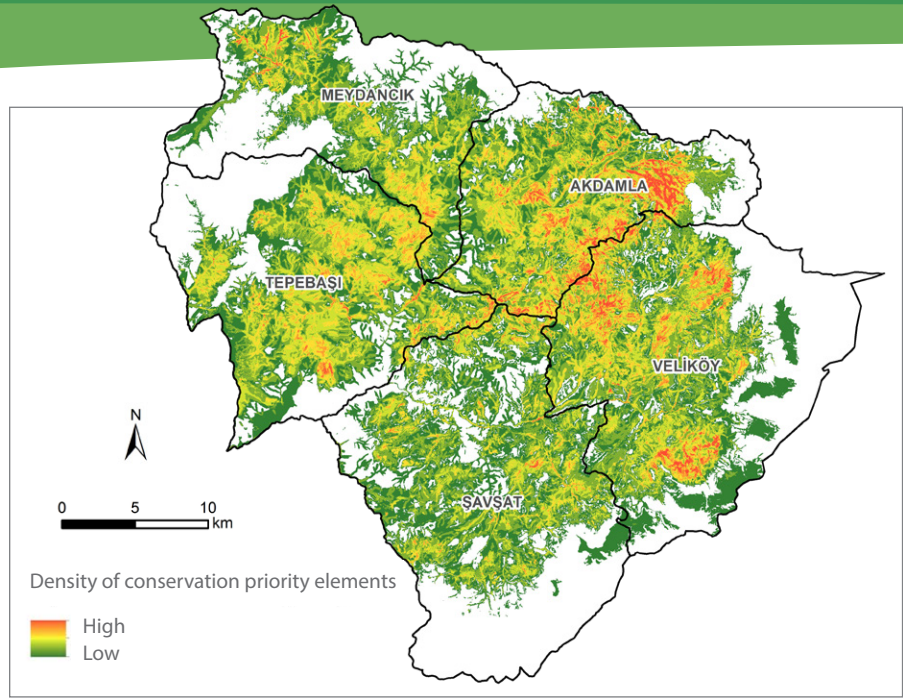 MEYDANCIK
AKDAMLA
TEPEBAŞI
VELİKÖY
ŞAVŞAT
N
0 5 10
km
Density of conservation priority elements
High
Low